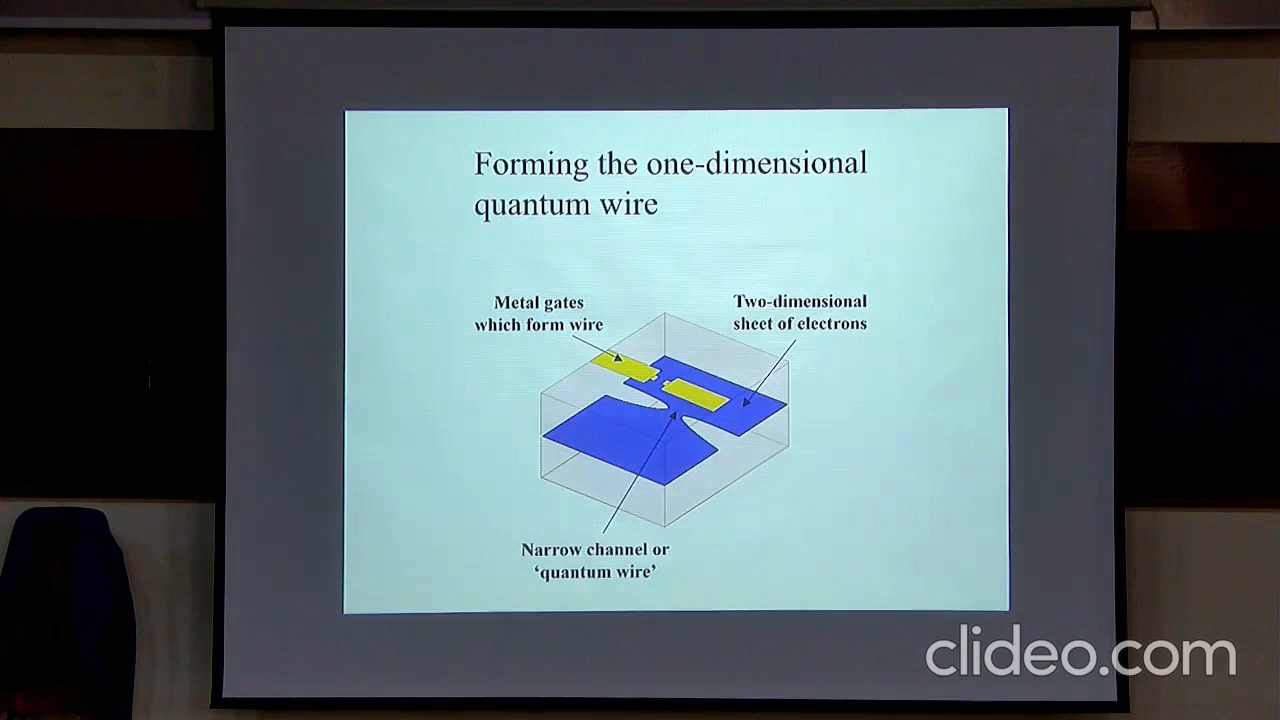 Forming the one-dimensional
quantum wire
Metal gates
which form wire
Two-dimensional
sheet of electrons
Narrow channel or
‘quantum wire’
clideo.com